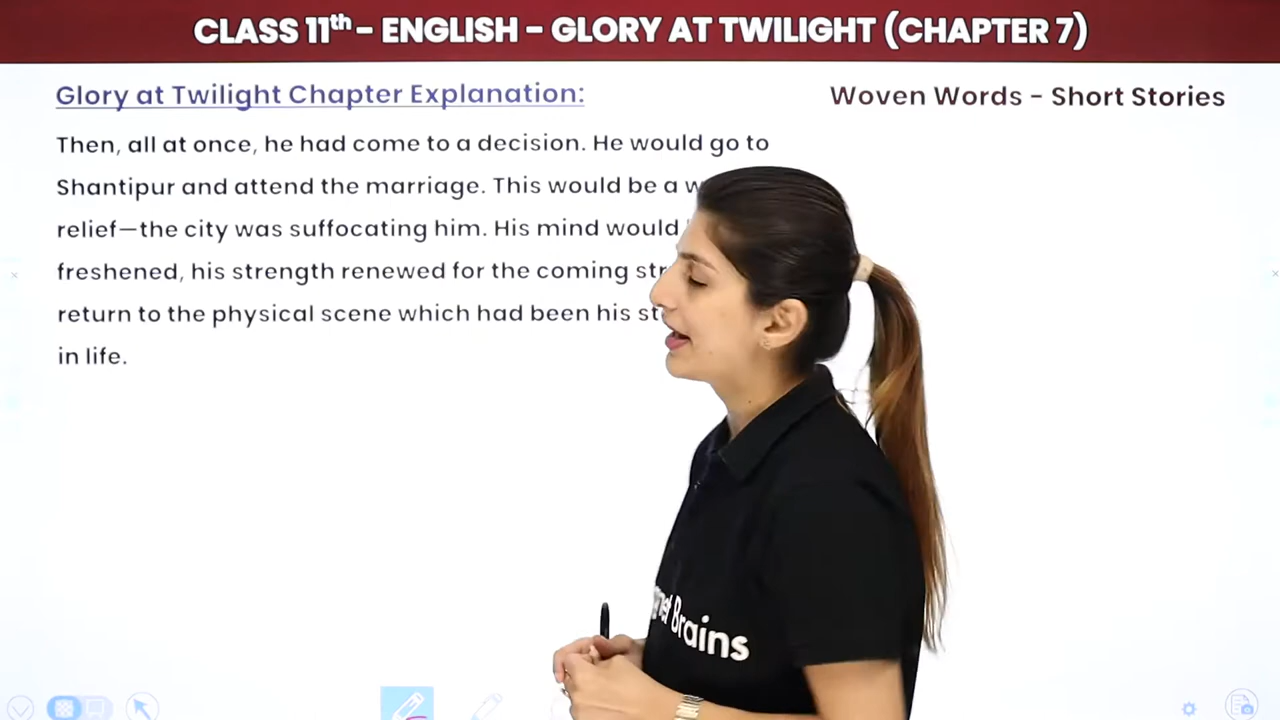 CLASS 11th - ENGLISH - GLORY AT TWILIGHT (CHAPTER 7)
Glory at Twilight Chapter Explanation:
Woven Words - Short Stories
Then, all at once, he had come to a decision. He would go to
Shantipur and attend the marriage. This would be a
relief—the city was suffocating him. His mind would
freshened, his strength renewed for the coming
return to the physical scene which had been his
in life.
Brains